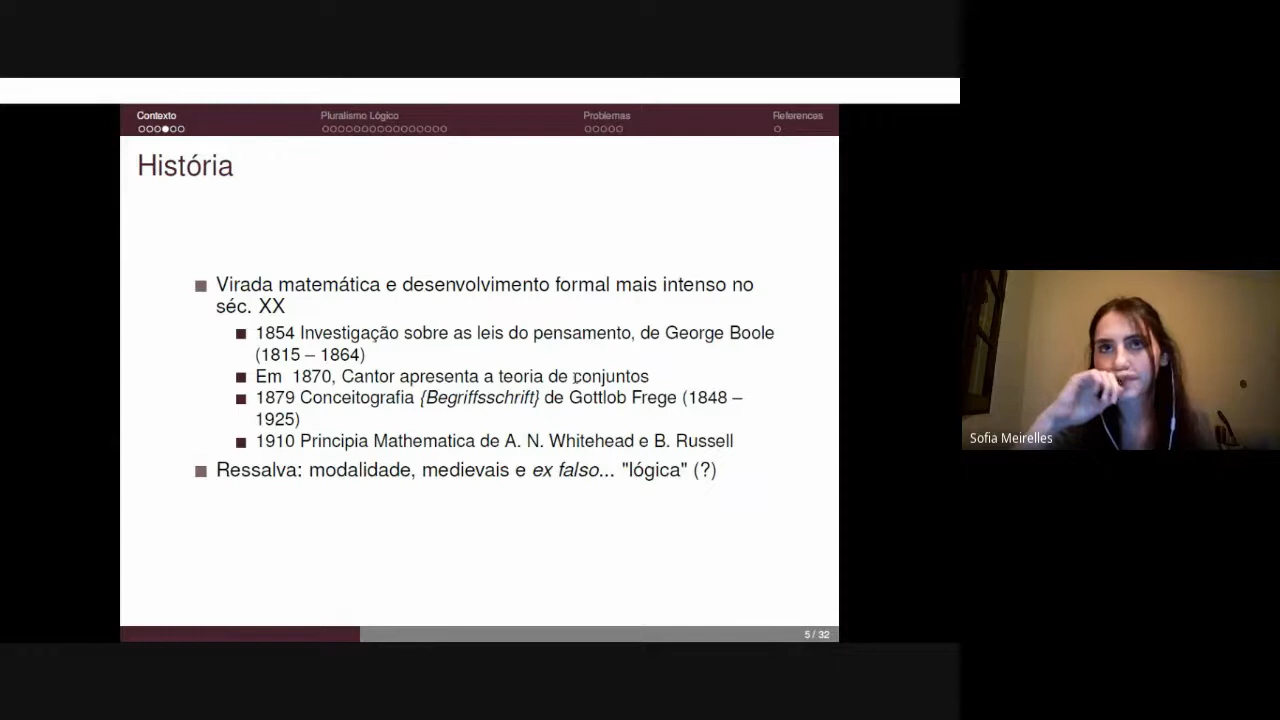 Contexto
Pluralismo Lógico
Problemas
References
História
Virada matemática e desenvolvimento formal mais intenso no
séc. XX
1854 Investigação sobre as leis do pensamento, de George Boole
(1815 – 1864)
Em 1870, Cantor apresenta a teoria de conjuntos
1879 Conceitografia {Begriffsschrift} de Gottlob Frege (1848 –
1925)
1910 Principia Mathematica de A. N. Whitehead e B. Russell
Ressalva: modalidade, medievais e ex falso... "lógica" (?)
5 / 32
Sofia Meirelles